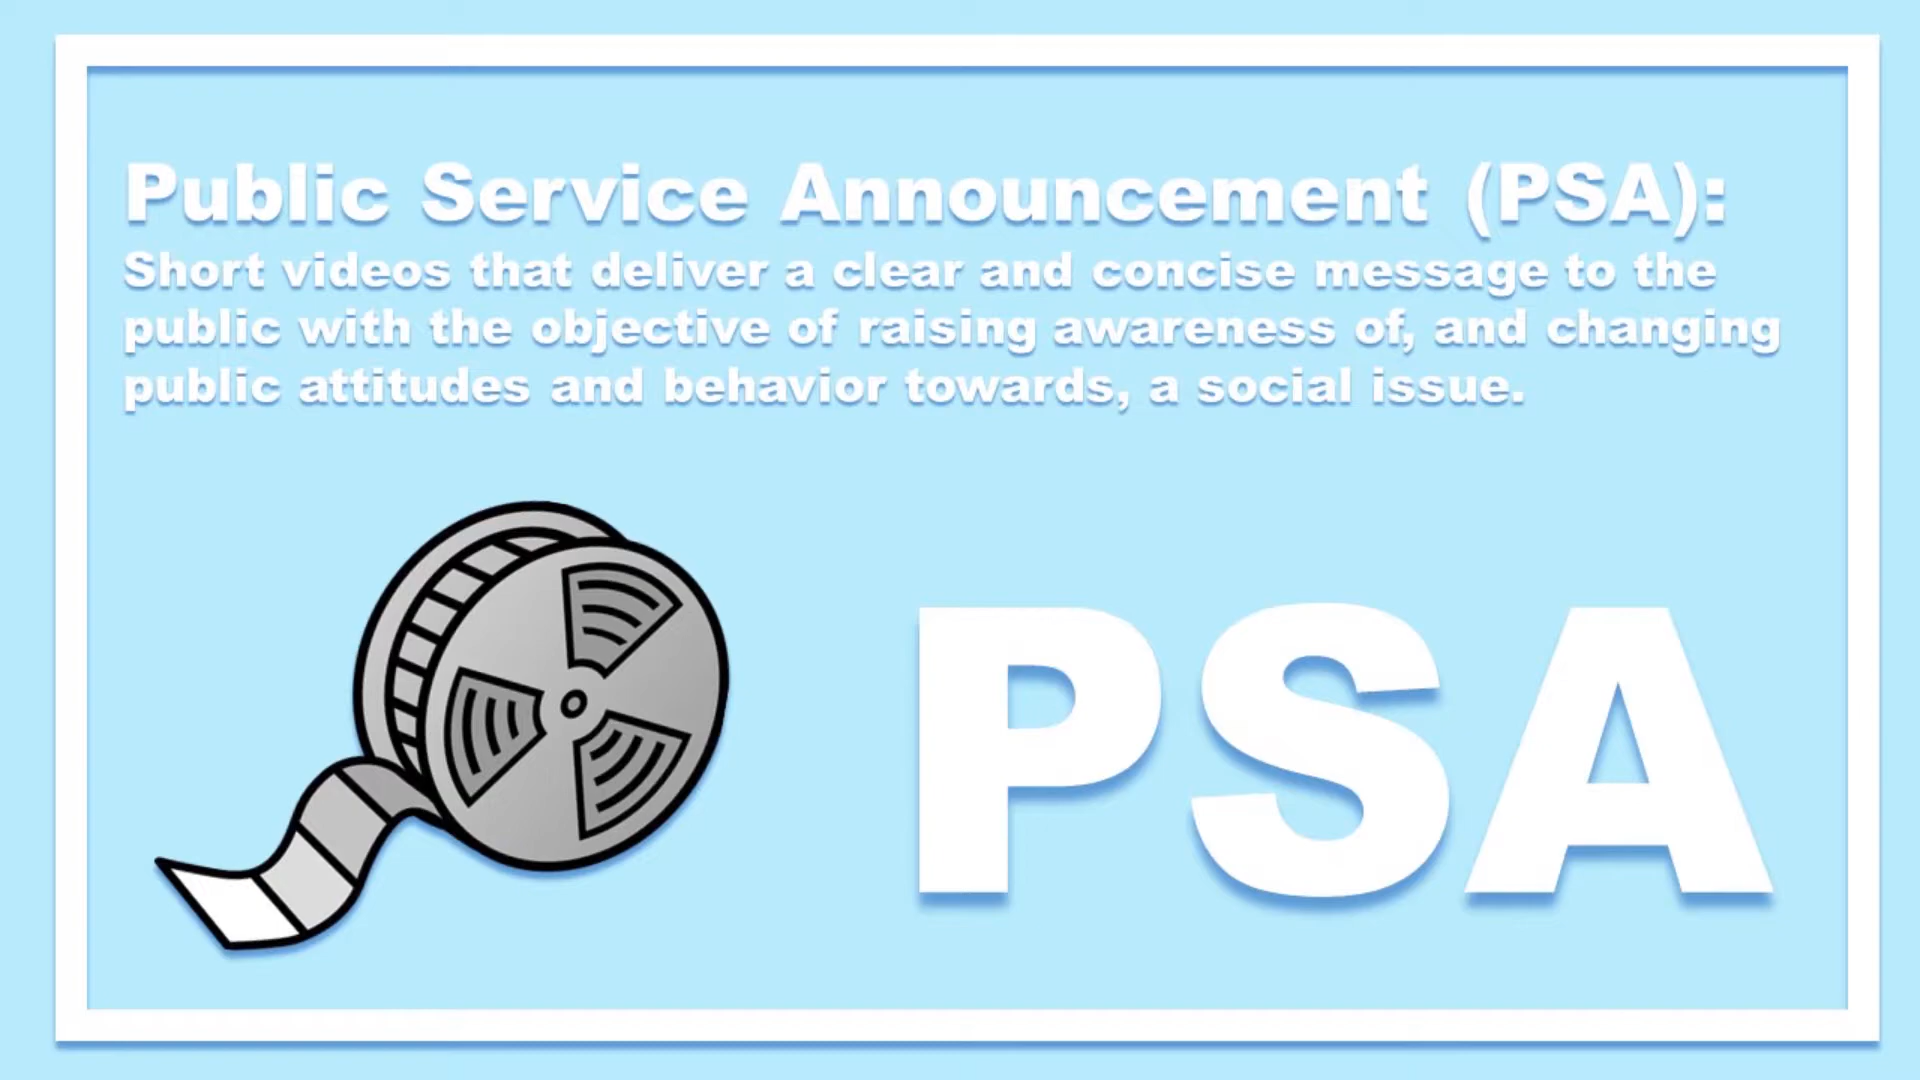 Public Service Announcement (PSA):
Short videos that deliver a clear and concise message to the
public with the objective of raising awareness of, and changing
public attitudes and behavior towards, a social issue.
PSA